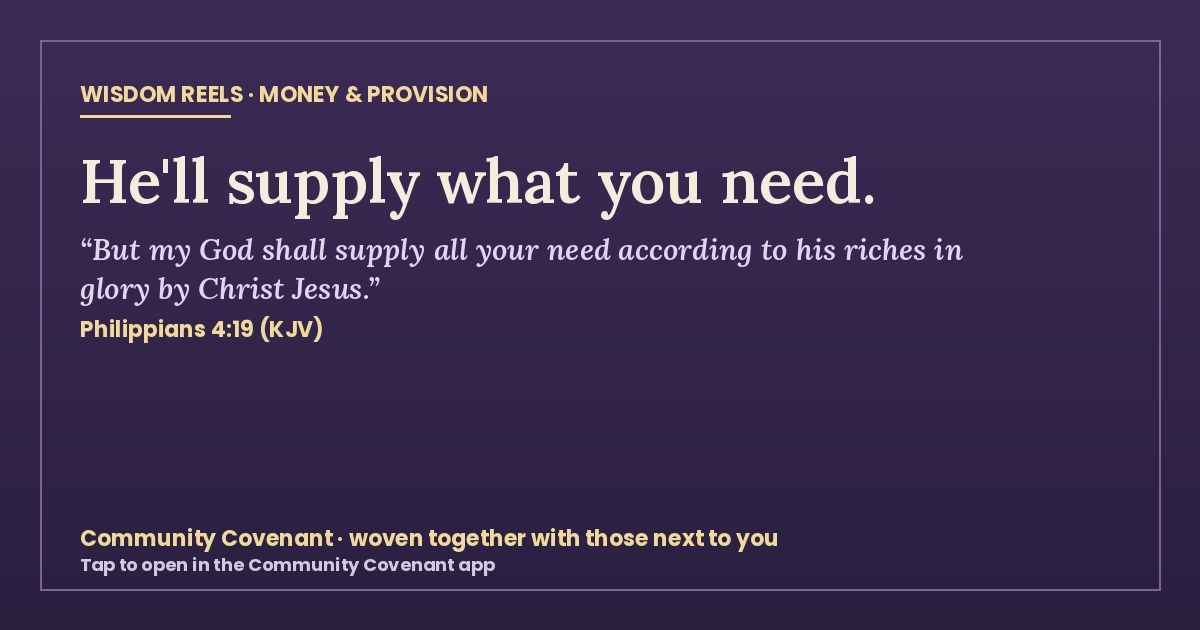 WISDOM REELS · MONEY & PROVISION
He'll supply what you need.
“But my God shall supply all your need according to his riches in
glory by Christ Jesus.”
Philippians 4:19 (KJV)
Community Covenant · woven together with those next to you
Tap to open in the Community Covenant app